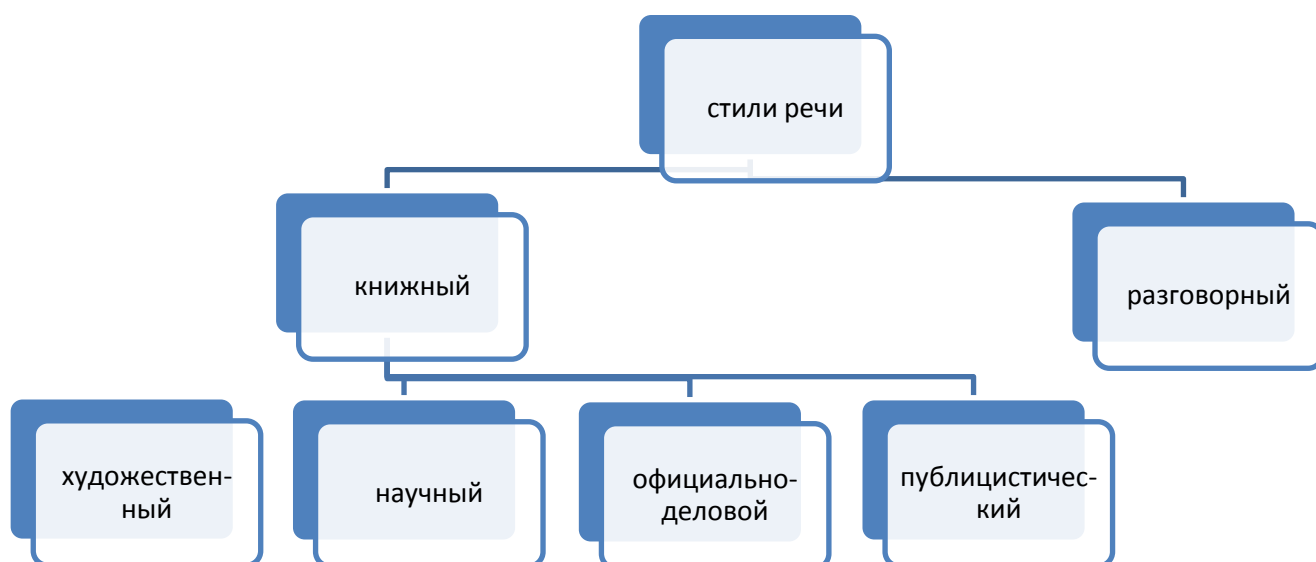 стили речи
книжный
разговорный
художествен-
ный
научный
официально-
деловой
публицистичес-
кий